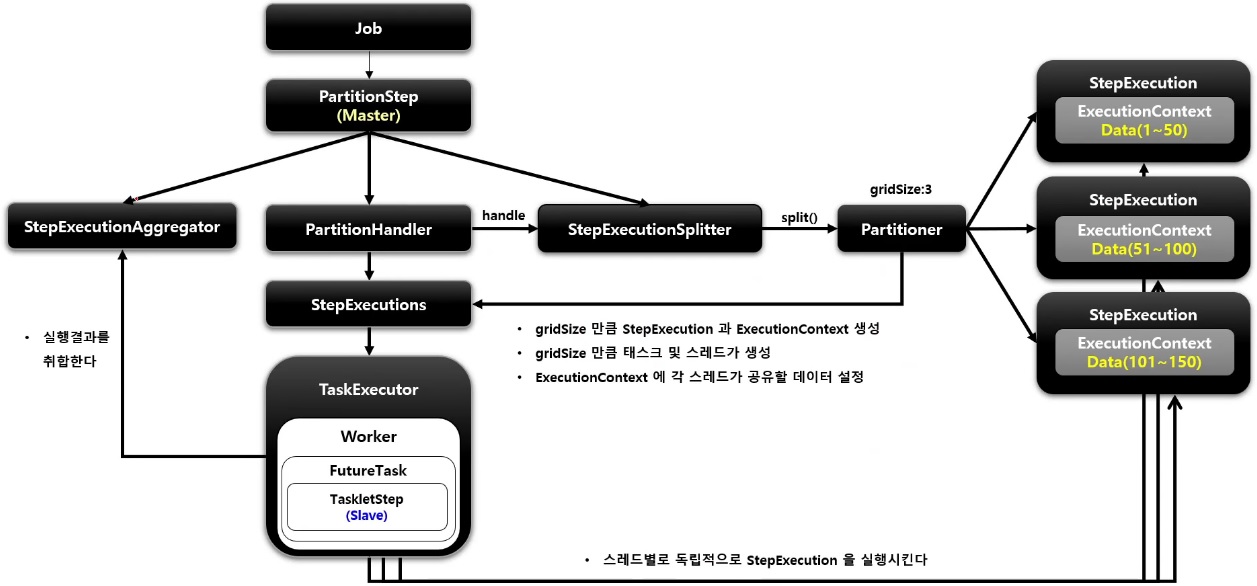 Job
PartitionStep
(Master)
StepExecutionAggregator
PartitionHandler
handle
StepExecutionSplitter
split()
gridSize:3
Partitioner
StepExecution
ExecutionContext
Data(1~50)
StepExecution
ExecutionContext
Data(51~100)
StepExecution
ExecutionContext
Data(101~150)
StepExecutions
• 실행결과를
취합한다
• gridSize 만큼 StepExecution 과 ExecutionContext 생성
• gridSize 만큼 태스크 및 스레드가 생성
• ExecutionContext 에 각 스레드가 공유할 데이터 설정
TaskExecutor
Worker
FutureTask
TaskletStep
(Slave)
• 스레드별로 독립적으로 StepExecution 을 실행시킨다